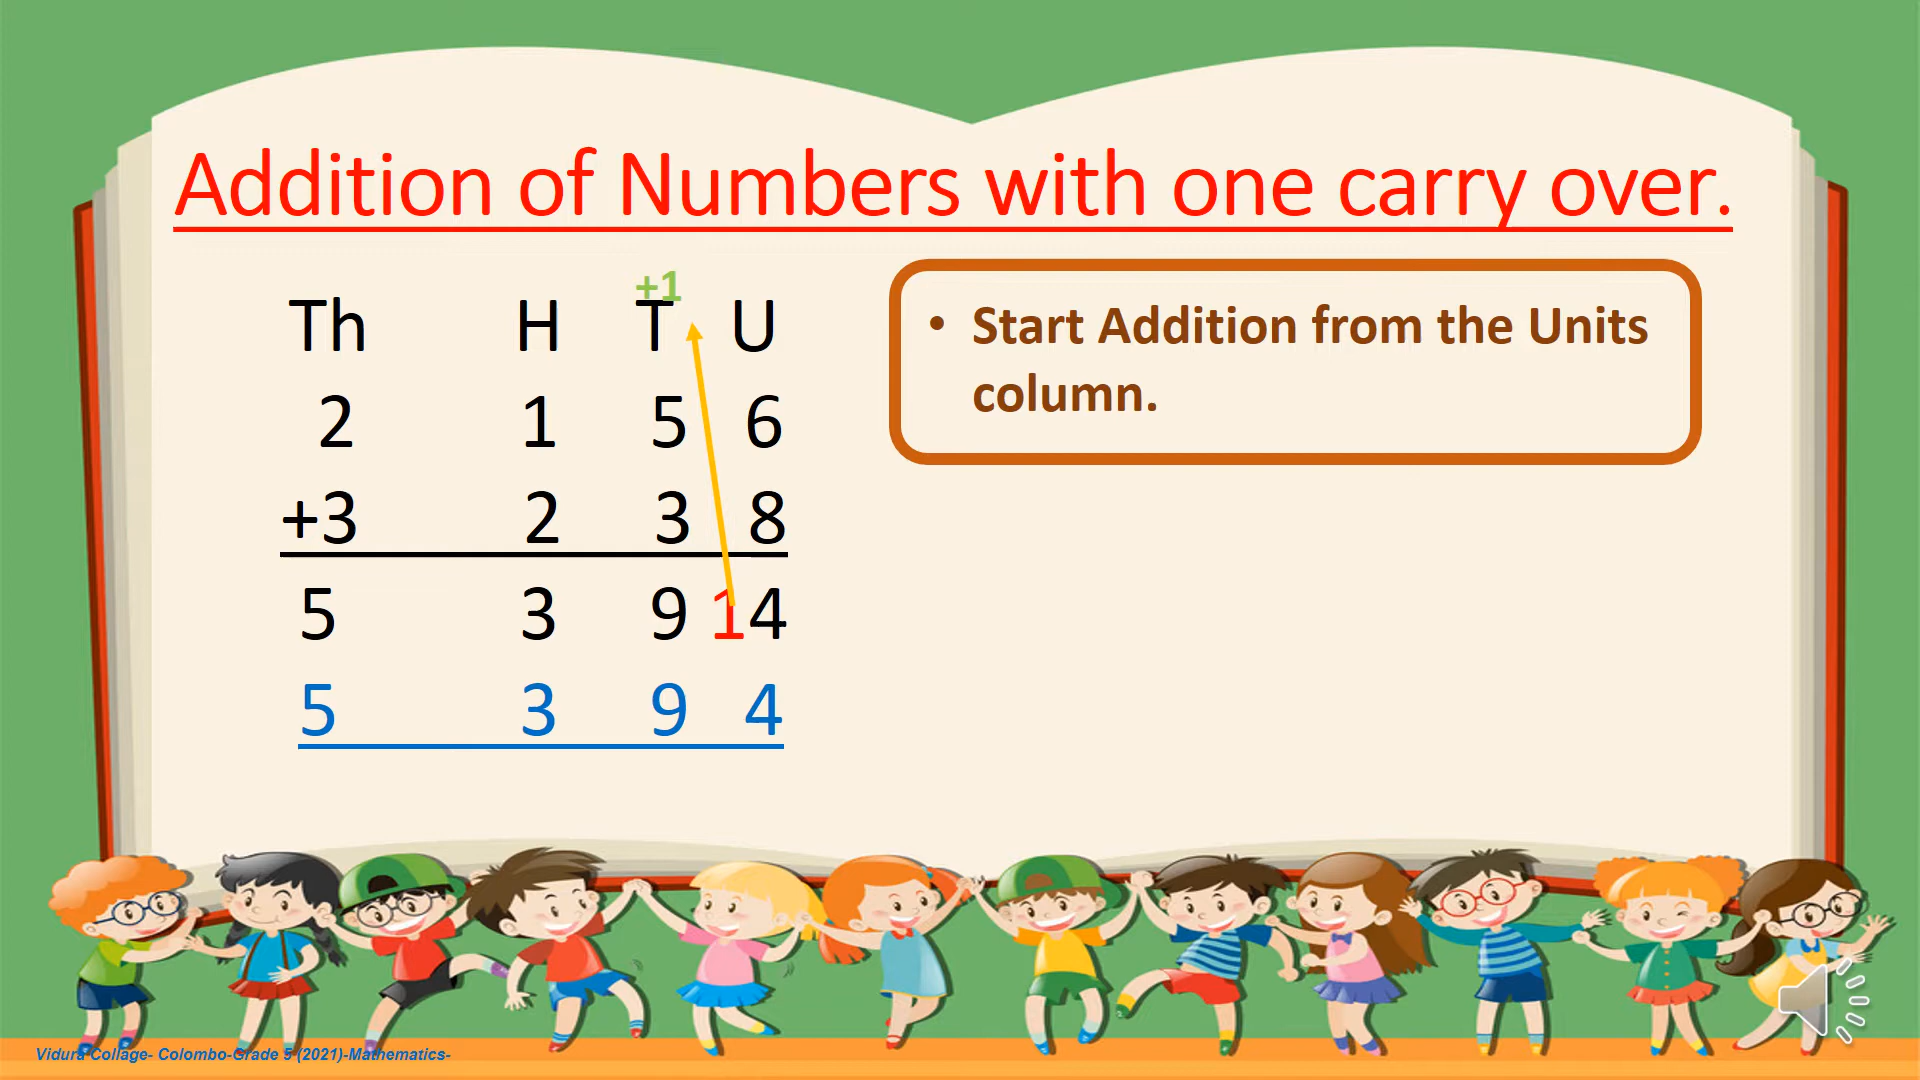 Addition of Numbers with one carry over.
+1
Th H T U
2 1 5 6
+3 2 3 8
5 3 9 14
5 3 9 4
• Start Addition from the Units
column.
Vidura Collage- Colombo-Grade 5 (2021)-Mathematics-